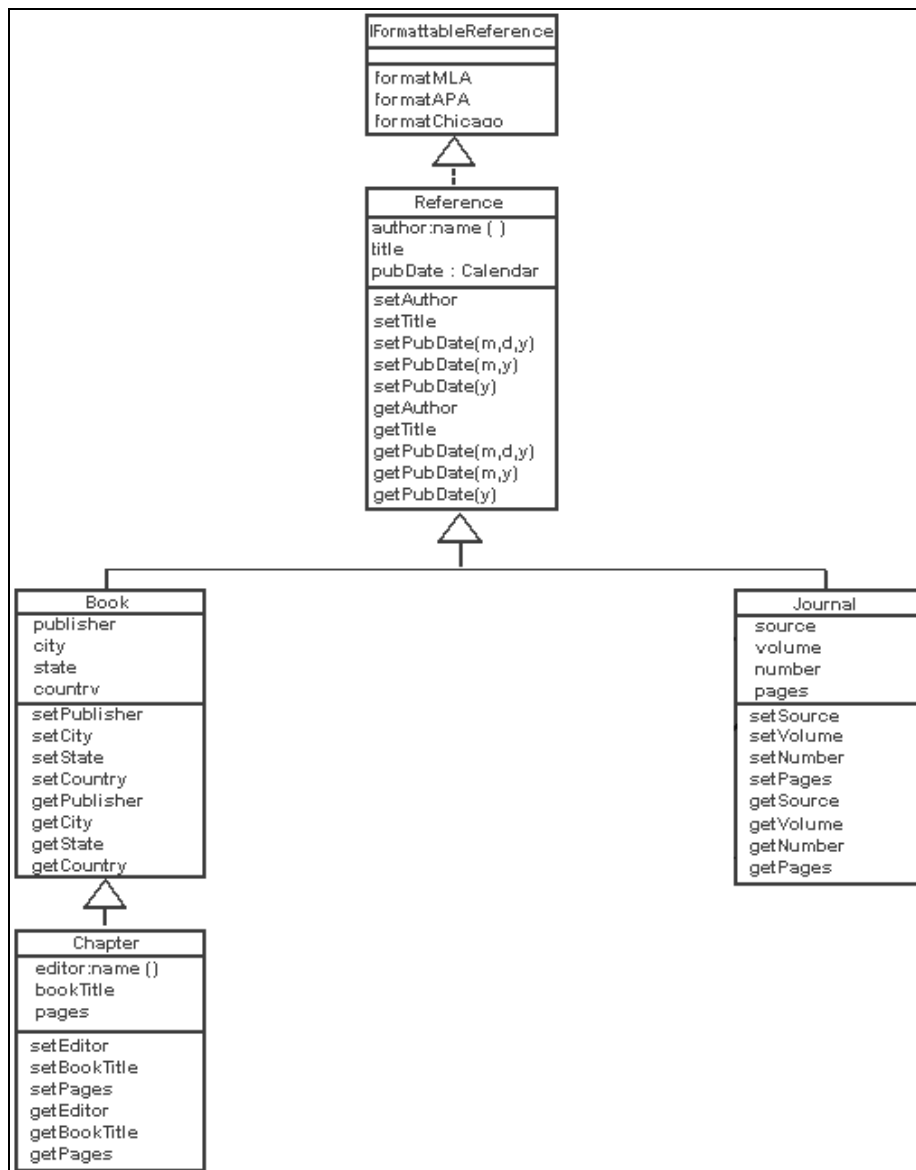 IFormattableReference
formatMLA
formatAPA
formatChicago
Reference
author:name ( )
title
pubDate : Calendar
setAuthor
setTitle
setPubDate(m,d,y)
setPubDate(m,y)
setPubDate(y)
getAuthor
getTitle
getPubDate(m,d,y)
getPubDate(m,y)
getPubDate(y)
Book
publisher
city
state
country
setPublisher
setCity
setState
setCountry
getPublisher
getCity
getState
getCountry
Journal
source
volume
number
pages
setSource
setVolume
setNumber
setPages
getSource
getVolume
getNumber
getPages
Chapter
editor:name ()
bookTitle
pages
setEditor
setBookTitle
setPages
getEditor
getBookTitle
getPages